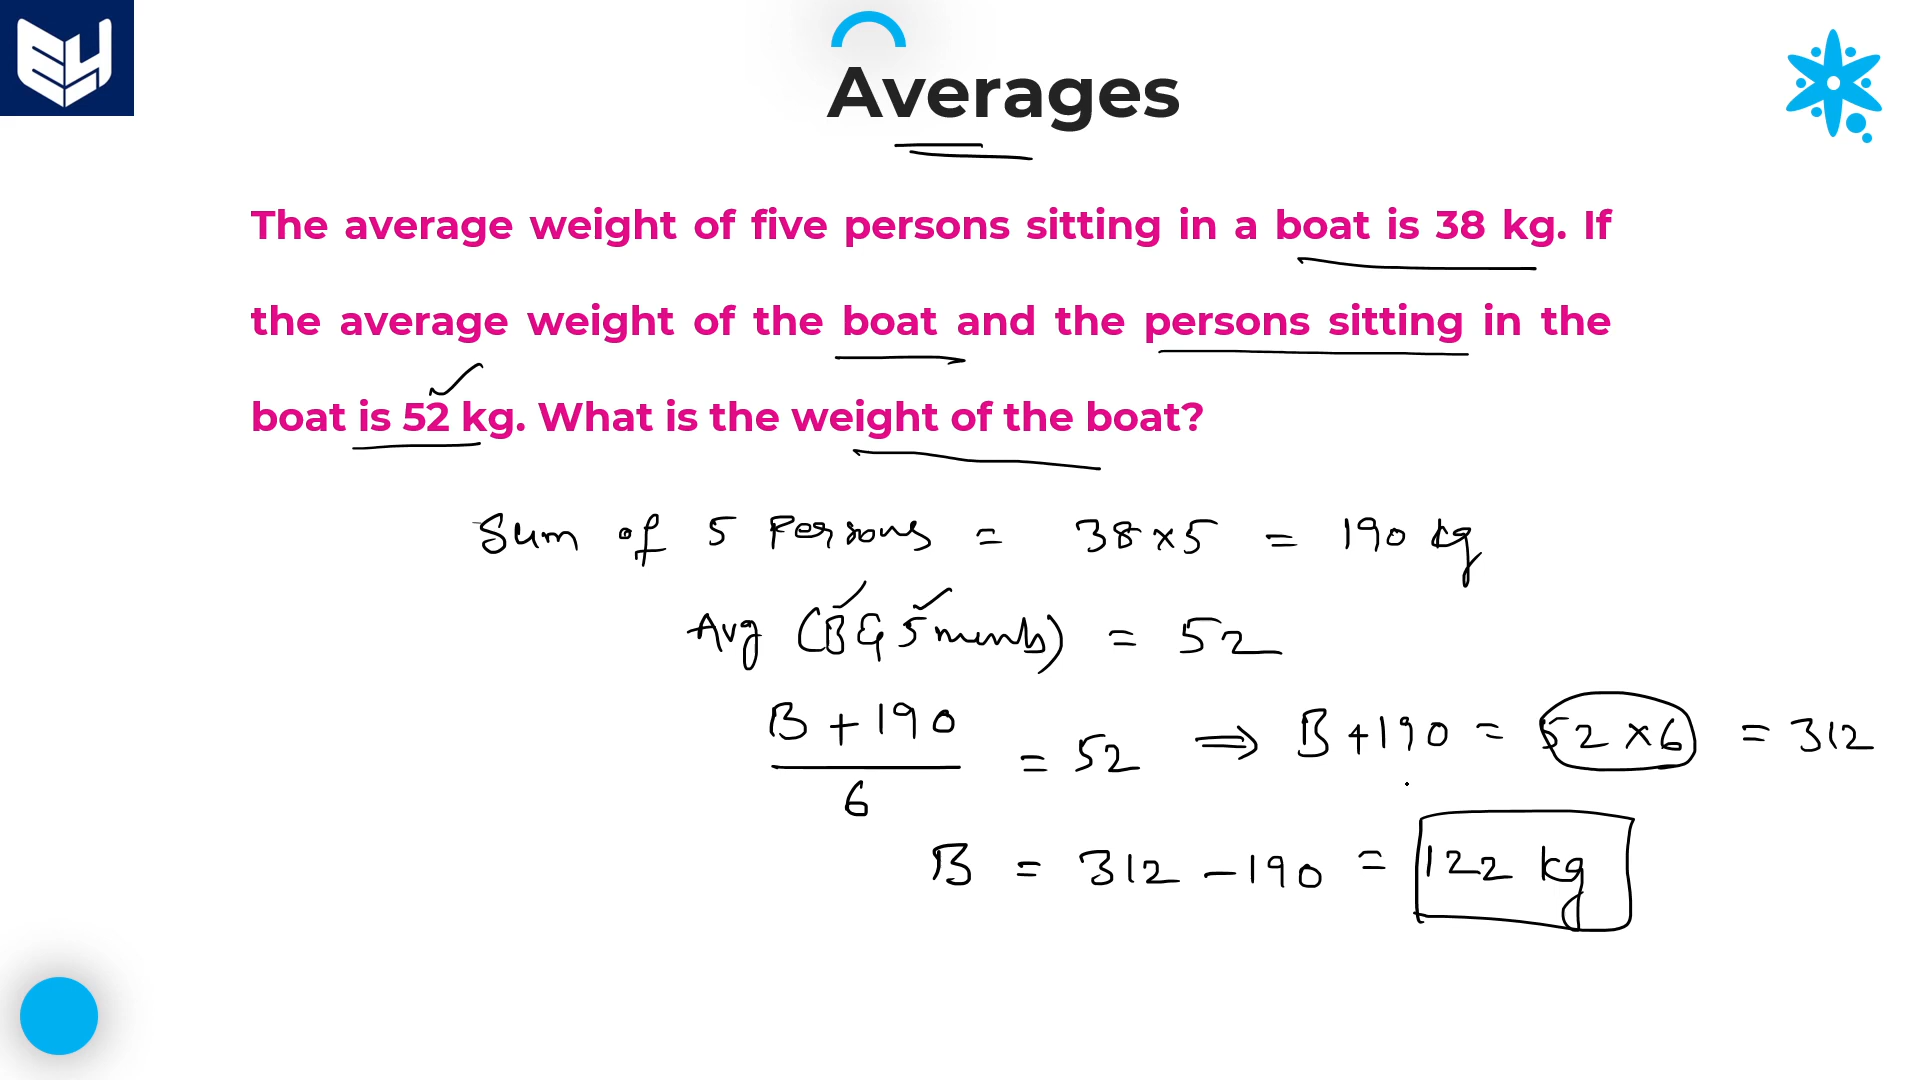 Averages
The average weight of five persons sitting in a boat is 38 kg. If
the average weight of the boat and the persons sitting in the
boat is 52 kg. What is the weight of the boat?
Sum of 5 Persons = 38 x 5 = 190 kg
Avg (B & 5 memb) = 52
B + 190 / 6 = 52 ⇒ B + 190 = 52 x 6 = 312
B = 312 - 190 = 122 kg